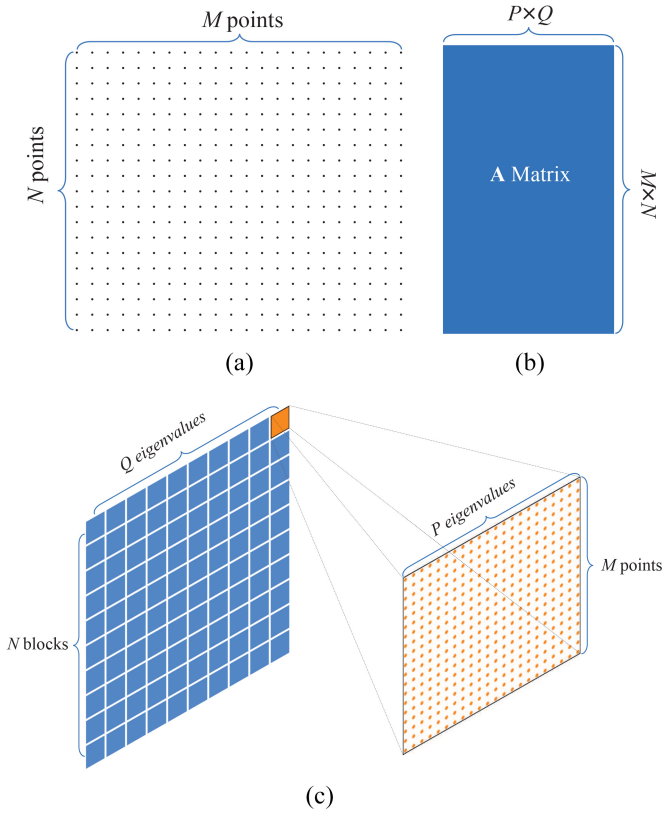 M points
P×Q
N points
A Matrix
M×N
(a)
(b)
Q eigenvalues
P eigenvalues
M points
N blocks
(c)